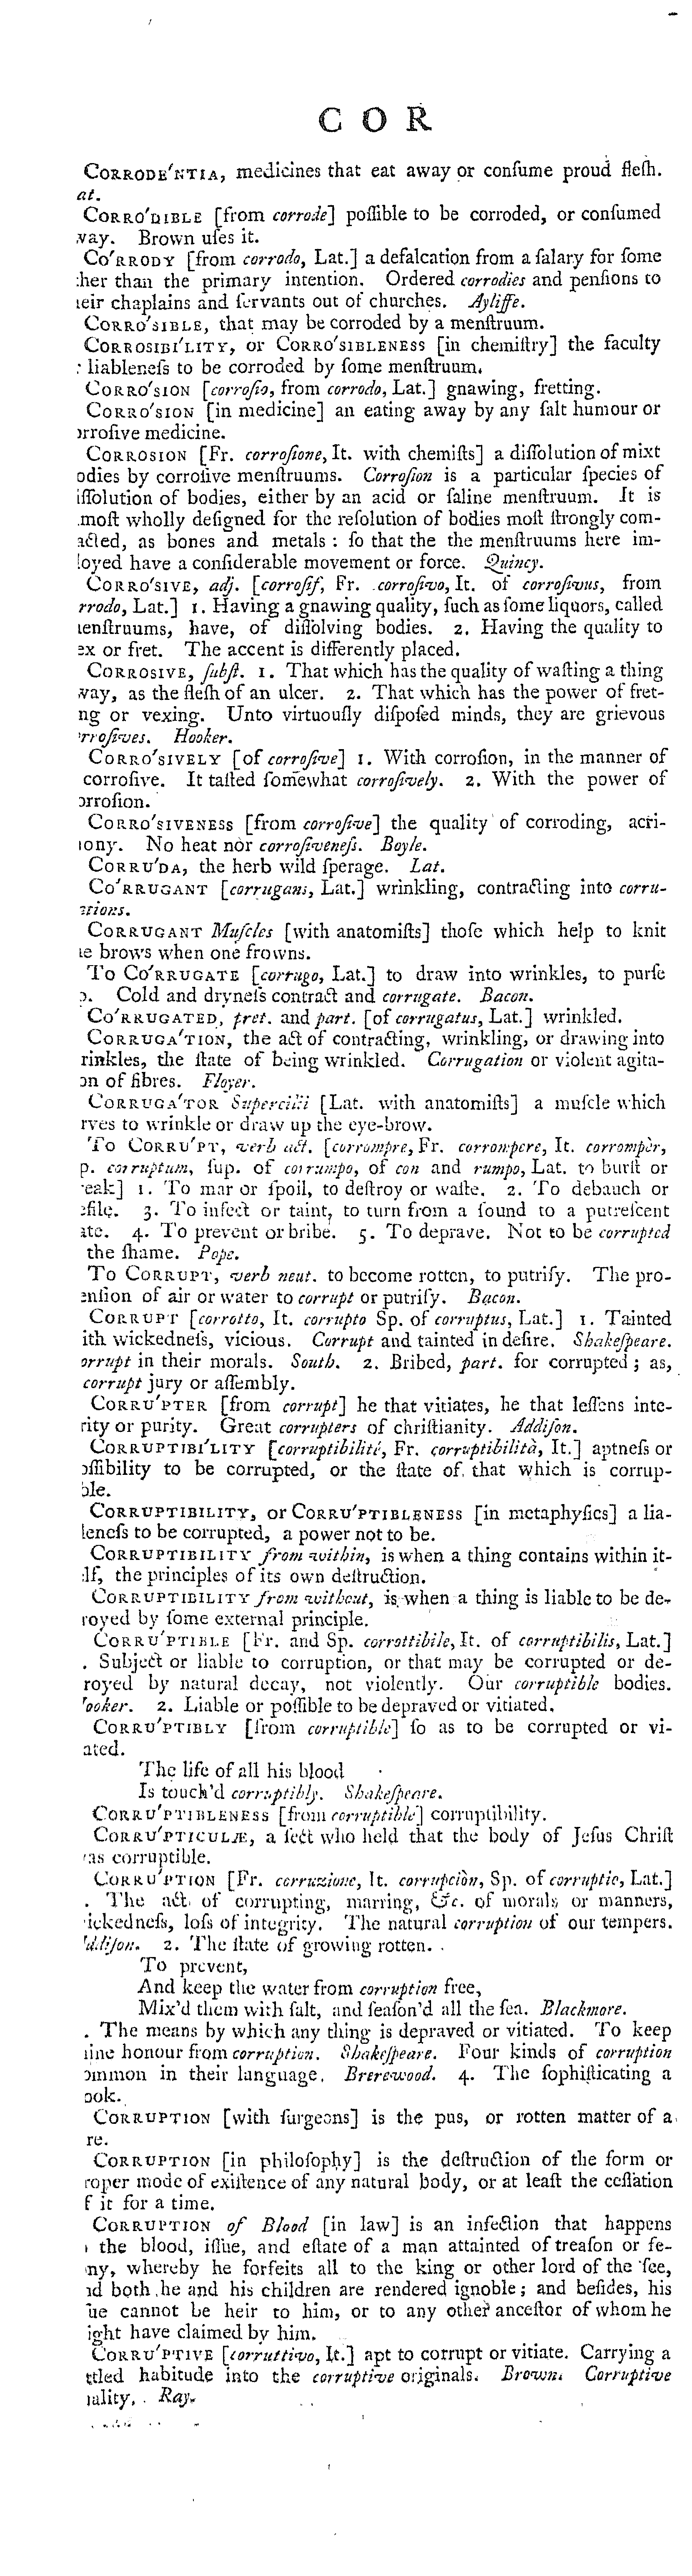 C O R
CORRODE'NTIA, medicines that eat away or conſume proud fleſh.
at.
CORRO'DIBLE [from corrode] poſſible to be corroded, or conſumed
way. Brown uſes it.
CO'RRODY [from corrodo, Lat.] a defalcation from a ſalary for ſome
ther than the primary intention. Ordered corrodies and penſions to
heir chaplains and ſervants out of churches. Ayliffe.
CORRO'SIBLE, that may be corroded by a menſtruum.
CORROSIBI'LITY, or CORRO'SIBLENESS [in chemiſtry] the faculty
r liableneſs to be corroded by ſome menſtruum.
CORRO'SION [corroſio, from corrodo, Lat.] gnawing, fretting.
CORRO'SION [in medicine] an eating away by any ſalt humour or
orroſive medicine.
CORROSION [Fr. corroſione, It. with chemiſts] a diſſolution of mixt
odies by corroſive menſtruums. Corroſion is a particular ſpecies of
iſſolution of bodies, either by an acid or ſaline menſtruum. It is
moſt wholly deſigned for the reſolution of bodies moſt ſtrongly com-
acted, as bones and metals : ſo that the the menſtruums here im-
loyed have a conſiderable movement or force. Quincy.
CORRO'SIVE, adj. [corroſif, Fr. corroſivo, It. of corroſivus, from
rrodo, Lat.] 1. Having a gnawing quality, ſuch as ſome liquors, called
menſtruums, have, of diſſolving bodies. 2. Having the quality to
ex or fret. The accent is differently placed.
CORROSIVE, ſubſt. 1. That which has the quality of waſting a thing
way, as the fleſh of an ulcer. 2. That which has the power of fret-
ng or vexing. Unto virtuouſly diſpoſed minds, they are grievous
rroſives. Hooker.
CORRO'SIVELY [of corroſive] 1. With corroſion, in the manner of
corroſive. It taſted ſomewhat corroſively. 2. With the power of
orroſion.
CORRO'SIVENESS [from corroſive] the quality of corroding, acri-
mony. No heat nor corroſiveneſs. Boyle.
CORRU'DA, the herb wild ſperage. Lat.
CO'RRUGANT [corrugans, Lat.] wrinkling, contracting into corru-
ations.
CORRUGANT Muſcles [with anatomiſts] thoſe which help to knit
he brows when one frowns.
To CO'RRUGATE [corrugo, Lat.] to draw into wrinkles, to purſe
p. Cold and dryneſs contract and corrugate. Bacon.
CO'RRUGATED, pret. and part. [of corrugatus, Lat.] wrinkled.
CORRUGA'TION, the act of contracting, wrinkling, or drawing into
rinkles, the ſtate of being wrinkled. Corrugation or violent agita-
on of fibres. Floyer.
CORRUGA'TOR Supercilii [Lat. with anatomiſts] a muſcle which
rves to wrinkle or draw up the eye-brow.
To CORRU'PT, verb act. [corrompre, Fr. corrompere, It. corrompèr,
p. corruptum, ſup. of corrumpo, of con and rumpo, Lat. to burſt or
reak] 1. To mar or ſpoil, to deſtroy or waſte. 2. To debauch or
efile. 3. To infect or taint, to turn from a ſound to a putreſcent
ate. 4. To prevent or bribe. 5. To deprave. Not to be corrupted
the ſhame. Pope.
To CORRUPT, verb neut. to become rotten, to putrify. The pro-
enſion of air or water to corrupt or putrify. Bacon.
CORRUPT [corrotto, It. corrupto Sp. of corruptus, Lat.] 1. Tainted
ith wickedneſs, vicious. Corrupt and tainted in deſire. Shakeſpeare.
orrupt in their morals. South. 2. Bribed, part. for corrupted ; as,
corrupt jury or aſſembly.
CORRU'PTER [from corrupt] he that vitiates, he that leſſens inte-
rity or purity. Great corrupters of chriſtianity. Addiſon.
CORRUPTIBI'LITY [corruptibilité, Fr. corruptibilità, It.] aptneſs or
oſſibility to be corrupted, or the ſtate of that which is corrup-
ble.
CORRUPTIBILITY, or CORRU'PTIBLENESS [in metaphyſics] a lia-
leneſs to be corrupted, a power not to be.
CORRUPTIBILITY from within, is when a thing contains within it-
elf, the principles of its own deſtruction.
CORRUPTIBILITY from without, is when a thing is liable to be de-
royed by ſome external principle.
CORRU'PTIBLE [Fr. and Sp. corrottibile, It. of corruptibilis, Lat.]
. Subject or liable to corruption, or that may be corrupted or de-
royed by natural decay, not violently. Our corruptible bodies.
ooker. 2. Liable or poſſible to be depraved or vitiated.
CORRU'PTIBLY [from corruptible] ſo as to be corrupted or vi-
ated.
The life of all his blood
Is touch'd corruptibly. Shakeſpeare.
CORRU'PTIBLENESS [from corruptible] corruptibility.
CORRU'PTICULÆ, a ſect who held that the body of Jeſus Chriſt
as corruptible.
CORRU'PTION [Fr. corruzione, It. corrupciòn, Sp. of corruptio, Lat.]
. The act of corrupting, marring, &c. of morals or manners,
ickedneſs, loſs of integrity. The natural corruption of our tempers.
ddiſon. 2. The ſtate of growing rotten.
To prevent,
And keep the water from corruption free,
Mix'd them with ſalt, and ſeaſon'd all the ſea. Blackmore.
. The means by which any thing is depraved or vitiated. To keep
ine honour from corruption. Shakeſpeare. Four kinds of corruption
ommon in their language. Brerewood. 4. The ſophiſticating a
ook.
CORRUPTION [with ſurgeons] is the pus, or rotten matter of a
re.
CORRUPTION [in philoſophy] is the deſtruction of the form or
roper mode of exiſtence of any natural body, or at leaſt the ceſſation
f it for a time.
CORRUPTION of Blood [in law] is an infection that happens
the blood, iſſue, and eſtate of a man attainted of treaſon or fe-
ny, whereby he forfeits all to the king or other lord of the fee,
nd both he and his children are rendered ignoble ; and beſides, his
ue cannot be heir to him, or to any other anceſtor of whom he
ight have claimed by him.
CORRU'PTIVE [corruttivo, It.] apt to corrupt or vitiate. Carrying a
ttled habitude into the corruptive originals. Brown. Corruptive
uality. Ray.